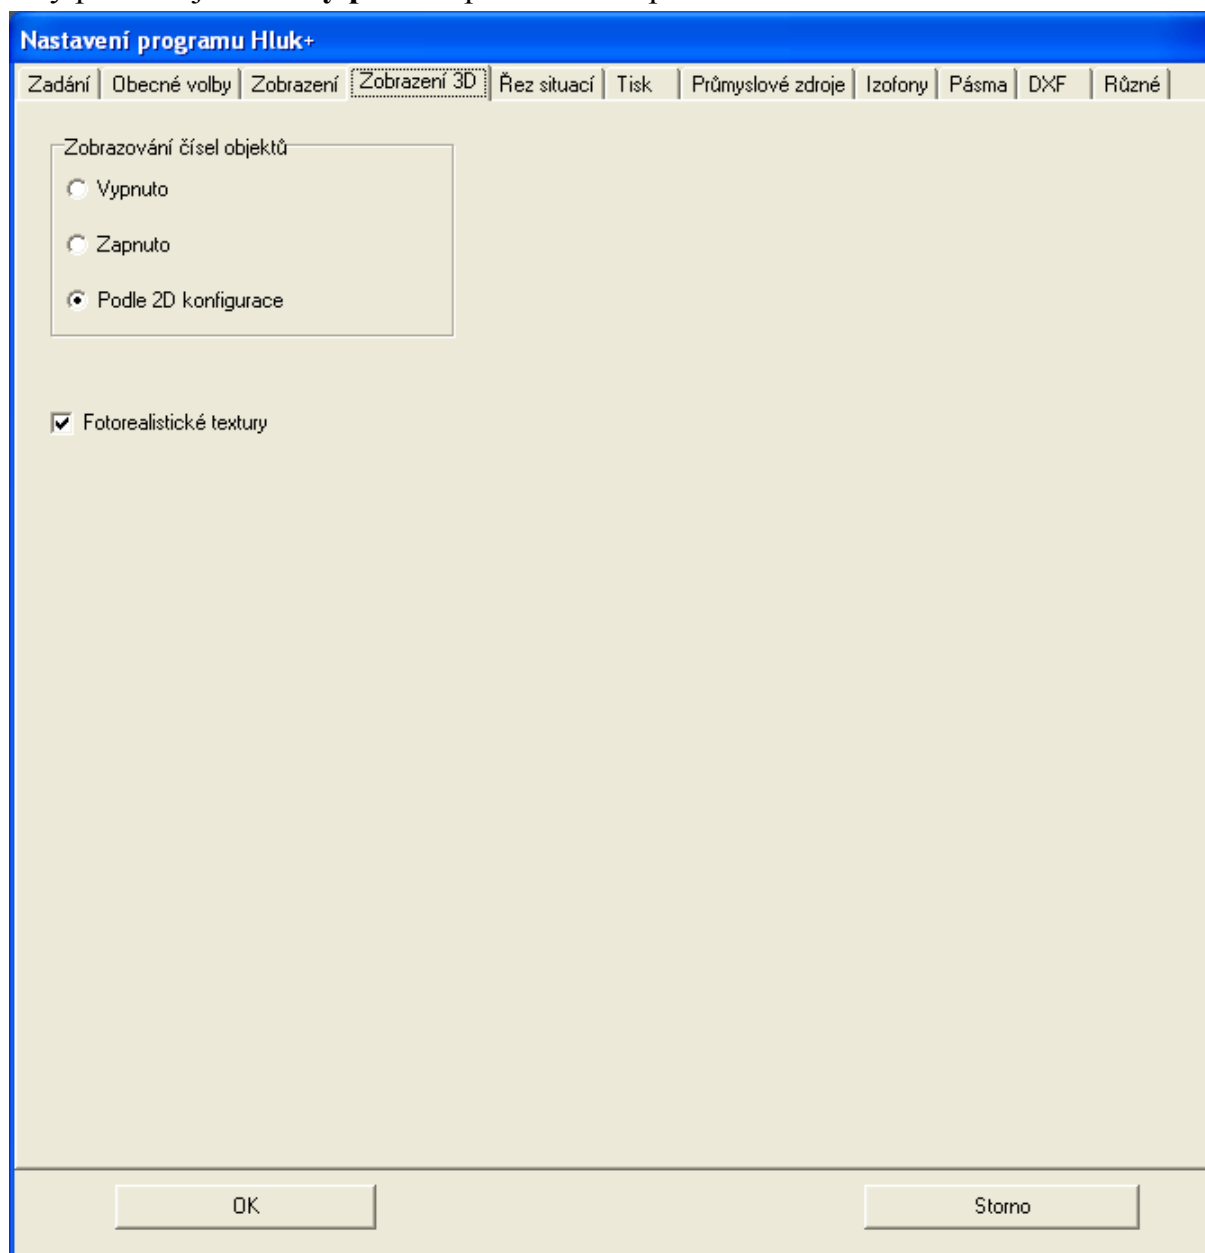 Nastavení programu Hluk+
Zadání Obecné volby Zobrazení Zobrazení 3D Řez situací Tisk Průmyslové zdroje Izofony Pásma DXF Různé
Zobrazování čísel objektů
Vypnuto
Zapnuto
Podle 2D konfigurace
Fotorealistické textury
OK Storno